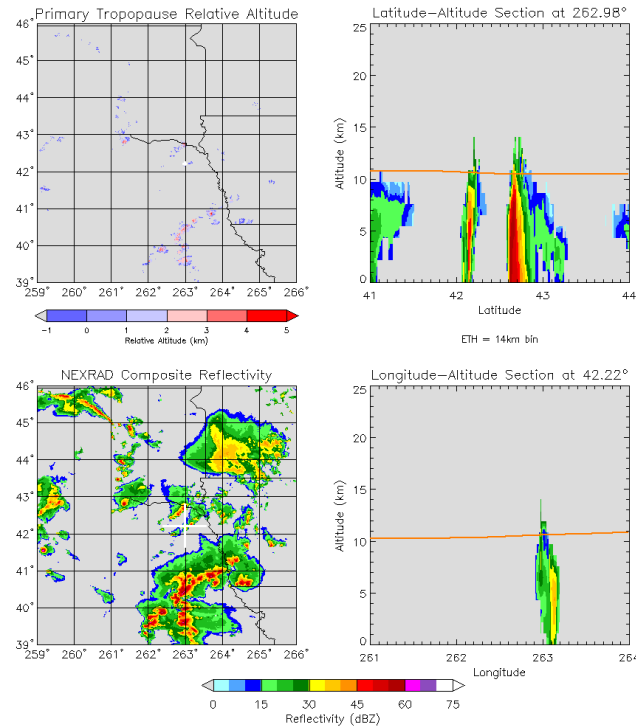 Primary Tropopause Relative Altitude
46°
45°
44°
43°
42°
41°
40°
39°
259° 260° 261° 262° 263° 264° 265° 266°
-1 0 1 2 3 4 5
Relative Altitude (km)
Latitude-Altitude Section at 262.98°
25
20
15
10
5
0
Altitude (km)
41 42 43 44
Latitude
ETH = 14km bin
NEXRAD Composite Reflectivity
46°
45°
44°
43°
42°
41°
40°
39°
259° 260° 261° 262° 263° 264° 265° 266°
Longitude-Altitude Section at 42.22°
25
20
15
10
5
0
Altitude (km)
261 262 263 264
Longitude
0 15 30 45 60 75
Reflectivity (dBZ)